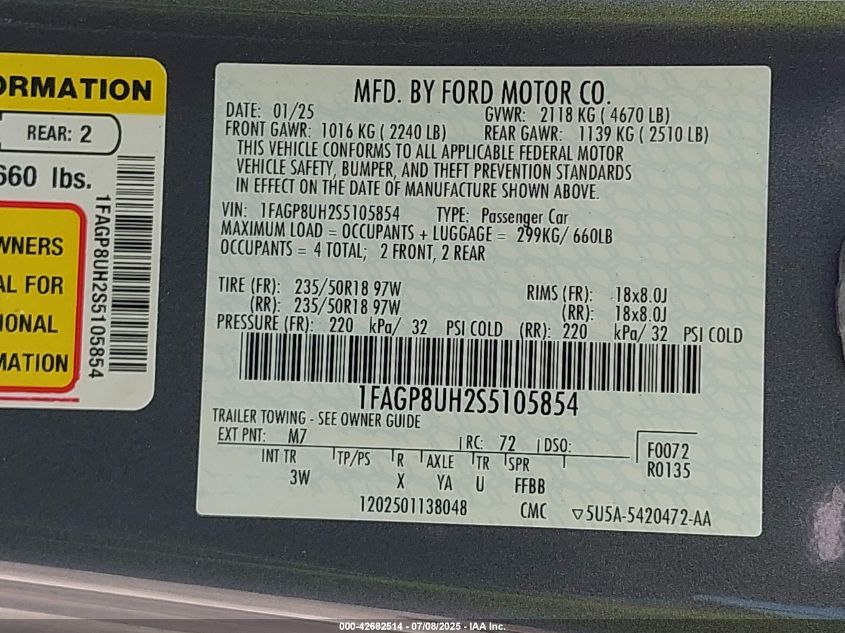 ORMATION
REAR: 2
660 lbs.
WNERS
AL FOR
IONAL
MATION
1FAGP8UH2S5105854
MFD. BY FORD MOTOR CO.
DATE: 01/25 GVWR: 2118 KG ( 4670 LB)
FRONT GAWR: 1016 KG ( 2240 LB) REAR GAWR: 1139 KG ( 2510 LB)
THIS VEHICLE CONFORMS TO ALL APPLICABLE FEDERAL MOTOR
VEHICLE SAFETY, BUMPER, AND THEFT PREVENTION STANDARDS
IN EFFECT ON THE DATE OF MANUFACTURE SHOWN ABOVE.
VIN: 1FAGP8UH2S5105854 TYPE: Passenger Car
MAXIMUM LOAD = OCCUPANTS + LUGGAGE = 299KG/ 660LB
OCCUPANTS = 4 TOTAL; 2 FRONT, 2 REAR
TIRE (FR): 235/50R18 97W RIMS (FR): 18x8.0J
(RR): 235/50R18 97W (RR): 18x8.0J
PRESSURE (FR): 220 kPa/ 32 PSI COLD (RR): 220 kPa/ 32 PSI COLD
1FAGP8UH2S5105854
TRAILER TOWING - SEE OWNER GUIDE
EXT PNT: M7 RC: 72 DSO: F0072
INT TR TP/PS R AXLE TR SPR R0135
3W X YA U FFBB
1202501138048 CMC ▽5U5A-5420472-AA
000-42682514 - 07/08/2025 - IAA Inc.